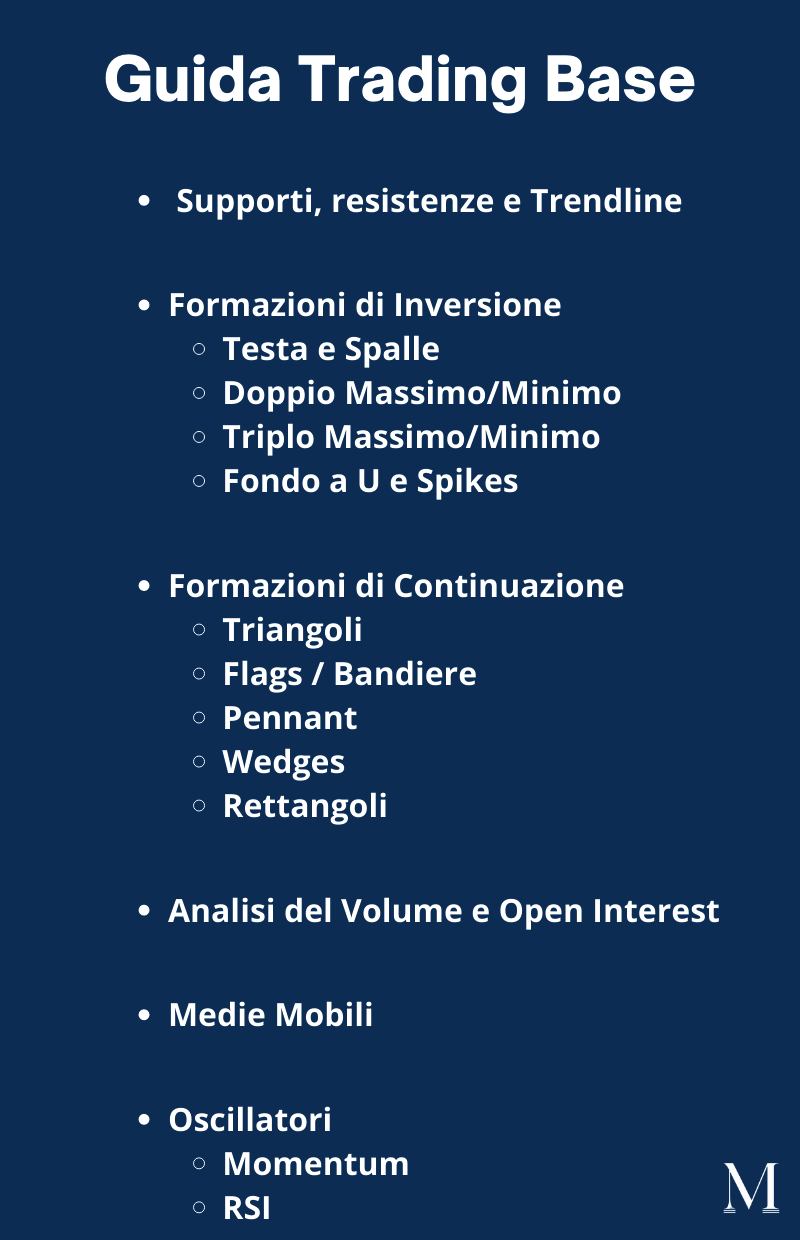 Guida Trading Base
• Supporti, resistenze e Trendline
• Formazioni di Inversione
○ Testa e Spalle
○ Doppio Massimo/Minimo
○ Triplo Massimo/Minimo
○ Fondo a U e Spikes
• Formazioni di Continuazione
○ Triangoli
○ Flags / Bandiere
○ Pennant
○ Wedges
○ Rettangoli
• Analisi del Volume e Open Interest
• Medie Mobili
• Oscillatori
○ Momentum
○ RSI
M